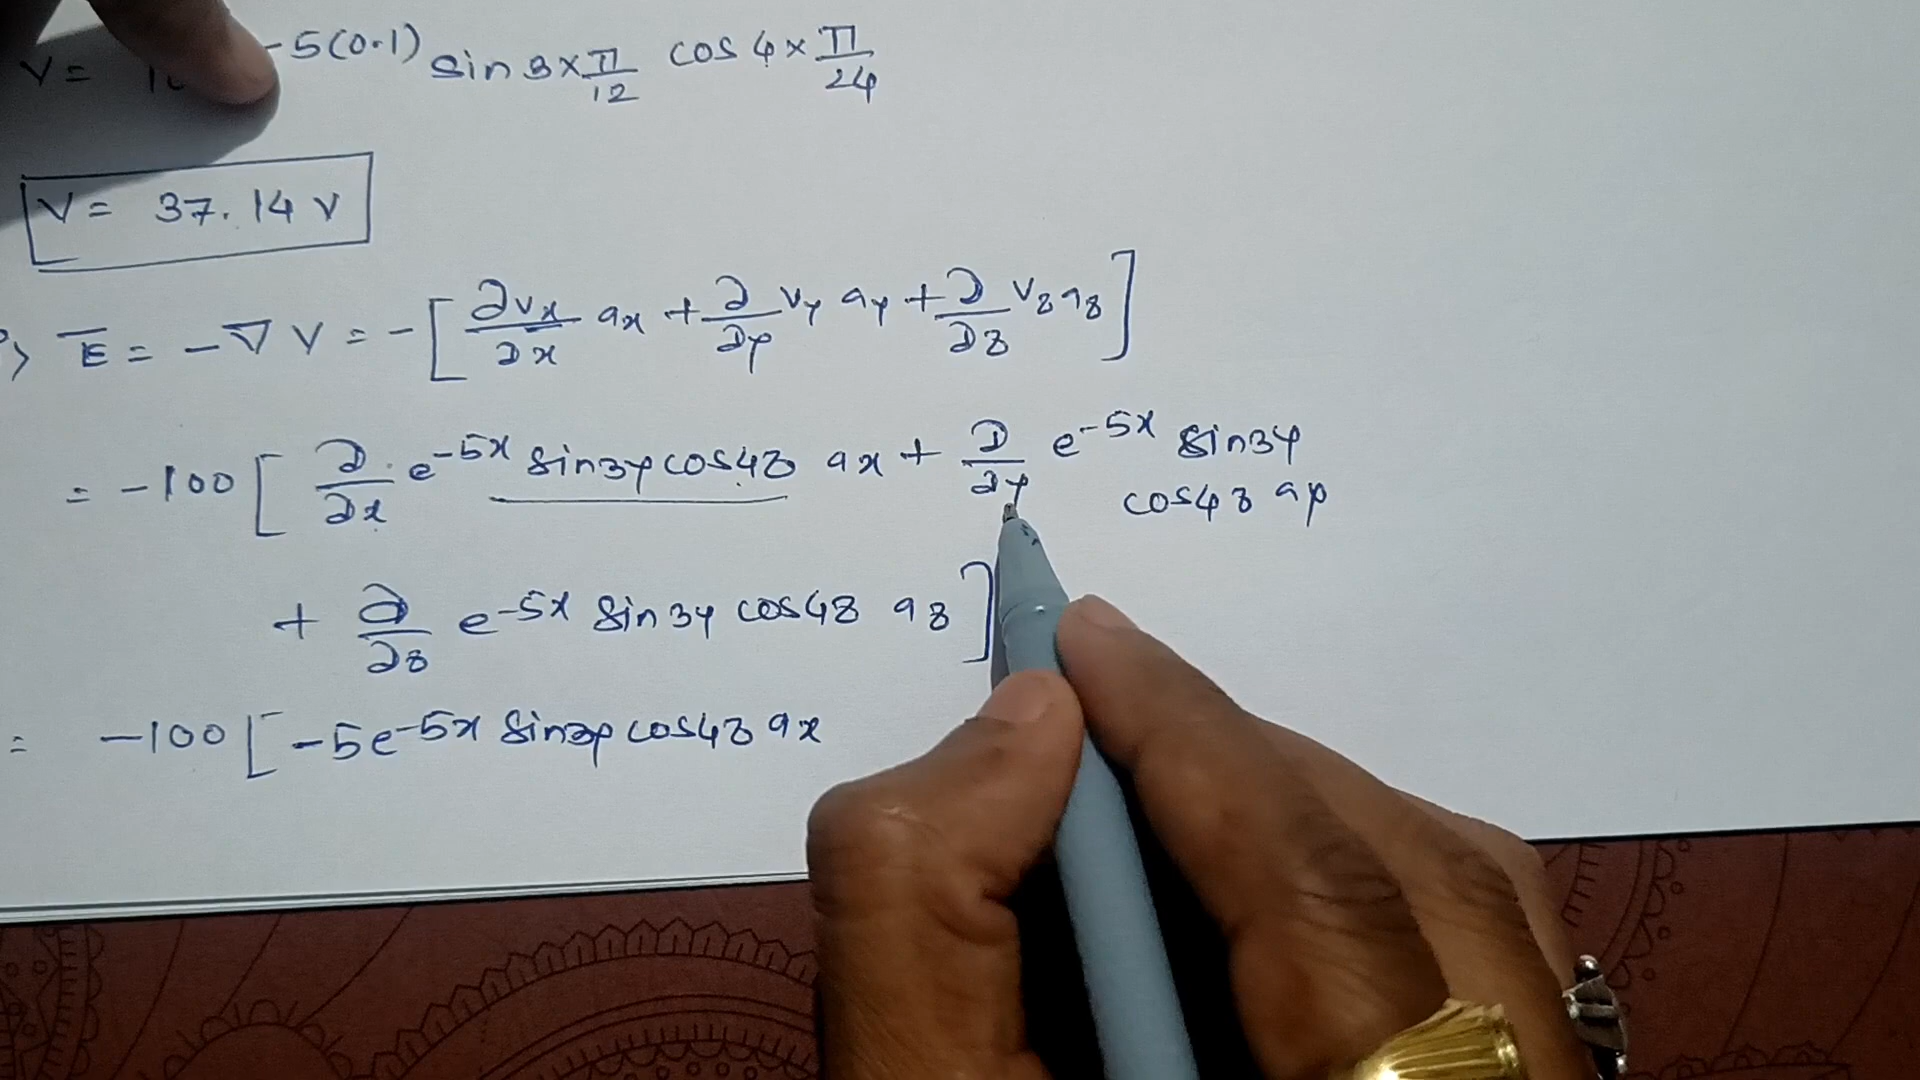 V = 10 -5(0.1) sin 3 × π/12 cos 4 × π/24
V = 37.14 V
E̅ = -∇V = -[∂Vx/∂x ax + ∂/∂y Vy ay + ∂/∂z Vz az]
= -100 [∂/∂x e^-5x sin3y cos4z ax + ∂/∂y e^-5x sin3y
cos4z ay
+ ∂/∂z e^-5x sin3y cos4z az]
= -100 [-5e^-5x sin3y cos4z ax